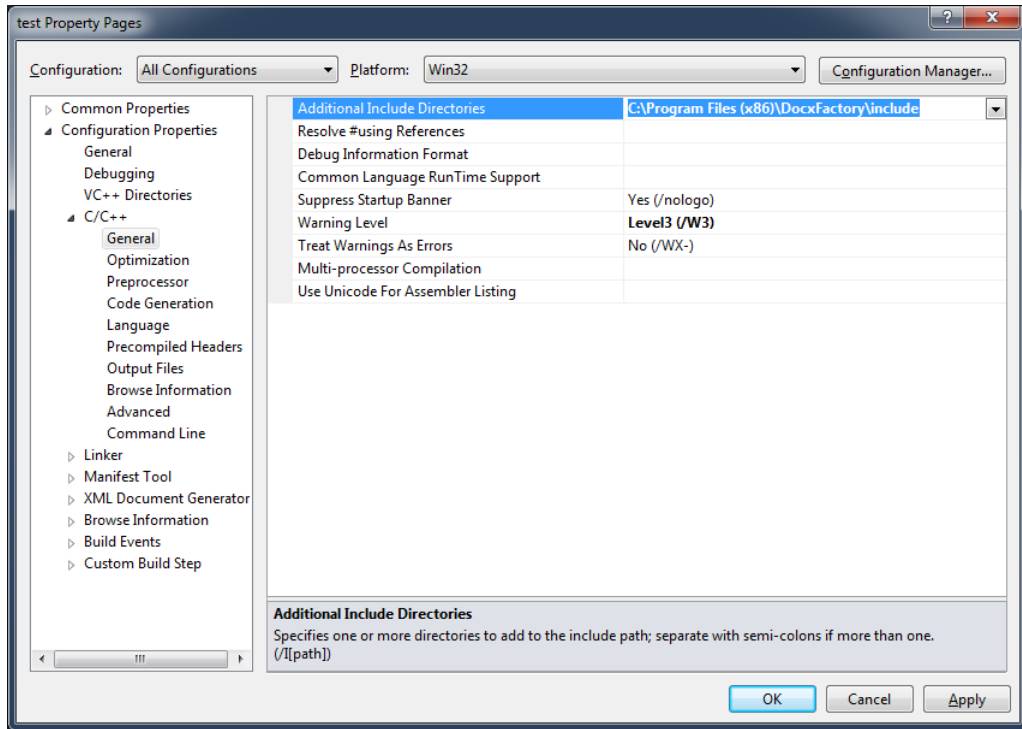 test Property Pages
Configuration: All Configurations Platform: Win32 Configuration Manager...
Common Properties
Configuration Properties
General
Debugging
VC++ Directories
C/C++
General
Optimization
Preprocessor
Code Generation
Language
Precompiled Headers
Output Files
Browse Information
Advanced
Command Line
Linker
Manifest Tool
XML Document Generator
Browse Information
Build Events
Custom Build Step
Additional Include Directories C:\Program Files (x86)\DocxFactory\include
Resolve #using References
Debug Information Format
Common Language RunTime Support
Suppress Startup Banner Yes (/nologo)
Warning Level Level3 (/W3)
Treat Warnings As Errors No (/WX-)
Multi-processor Compilation
Use Unicode For Assembler Listing
Additional Include Directories
Specifies one or more directories to add to the include path; separate with semi-colons if more than one.
(/I[path])
OK Cancel Apply